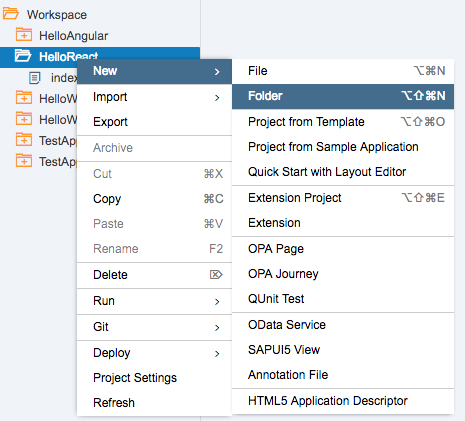 Workspace
HelloAngular
HelloReact
index
HelloW
HelloW
TestApp
TestApp
New >
Import >
Export
Archive
Cut ⌘X
Copy ⌘C
Paste ⌘V
Rename F2
Delete ⌦
Run >
Git >
Deploy >
Project Settings
Refresh
File ⌥⌘N
Folder ⌥⇧⌘N
Project from Template ⌥⇧⌘O
Project from Sample Application
Quick Start with Layout Editor
Extension Project ⌥⇧⌘E
Extension
OPA Page
OPA Journey
QUnit Test
OData Service
SAPUI5 View
Annotation File
HTML5 Application Descriptor